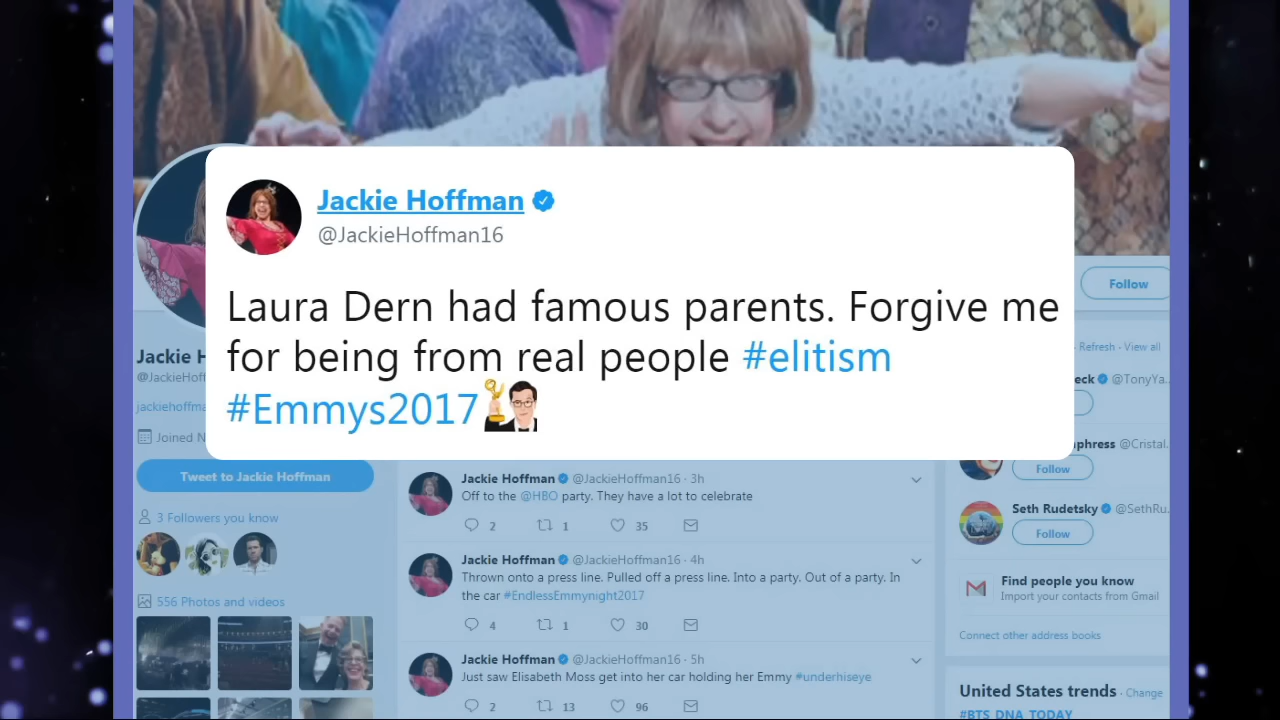 Jackie Hoffman
@JackieHoffman16
Laura Dern had famous parents. Forgive me
for being from real people #elitism
#Emmys2017
Follow
Jackie H
@JackieHoff
jackiehoffma
Joined N
Tweet to Jackie Hoffman
3 Followers you know
556 Photos and videos
Jackie Hoffman @JackieHoffman16 · 3h
Off to the @HBO party. They have a lot to celebrate
2 1 35
Jackie Hoffman @JackieHoffman16 · 4h
Thrown onto a press line. Pulled off a press line. Into a party. Out of a party. In
the car #EndlessEmmynight2017
4 1 30
Jackie Hoffman @JackieHoffman16 · 5h
Just saw Elisabeth Moss get into her car holding her Emmy #underhiseye
2 13 96
· Refresh · View all
eck @TonyYa..
phress @Cristal.
Follow
Seth Rudetsky @SethRu.
Follow
Find people you know
Import your contacts from Gmail
Connect other address books
United States trends · Change
#BTS_DNA_TODAY